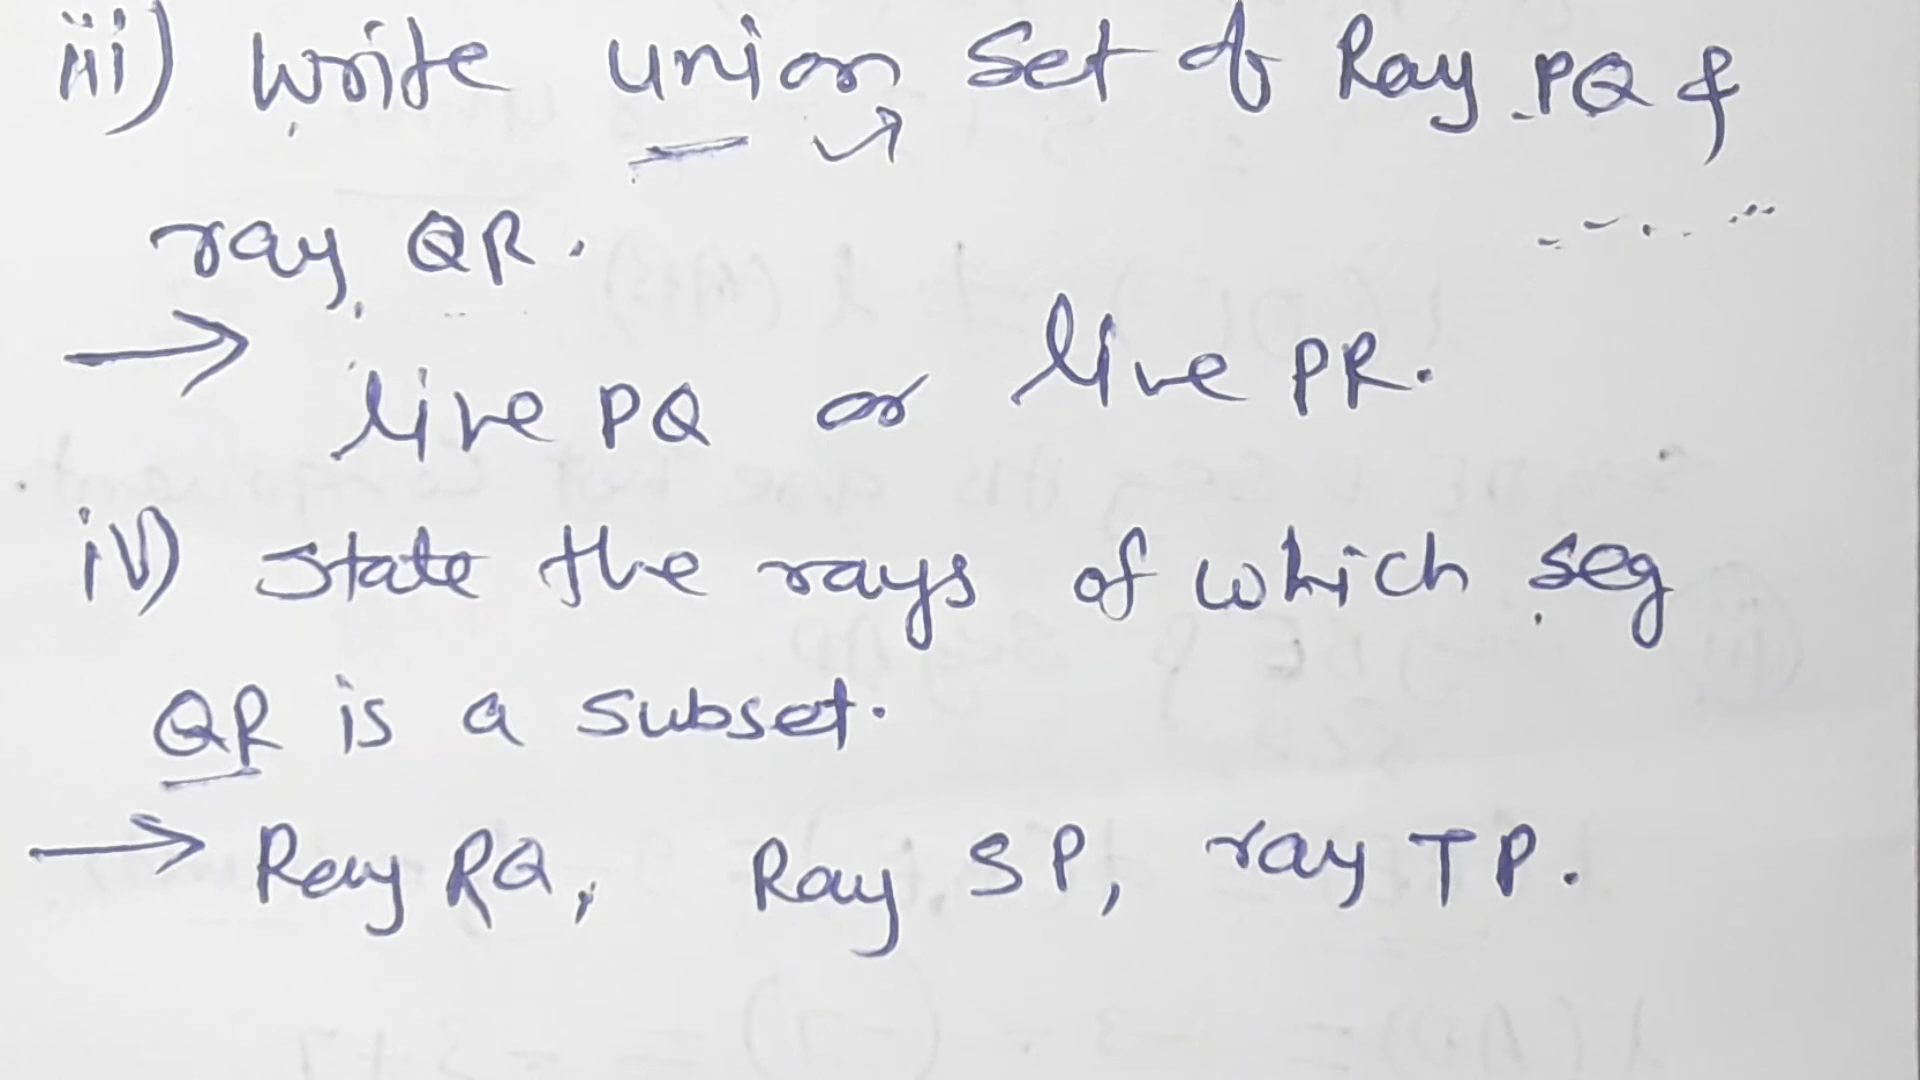 iii) Write union set of Ray PQ &
ray QR.
→ line PQ or line PR.
iv) State the rays of which seg
QR is a subset.
→ Ray RQ, Ray SP, ray TP.